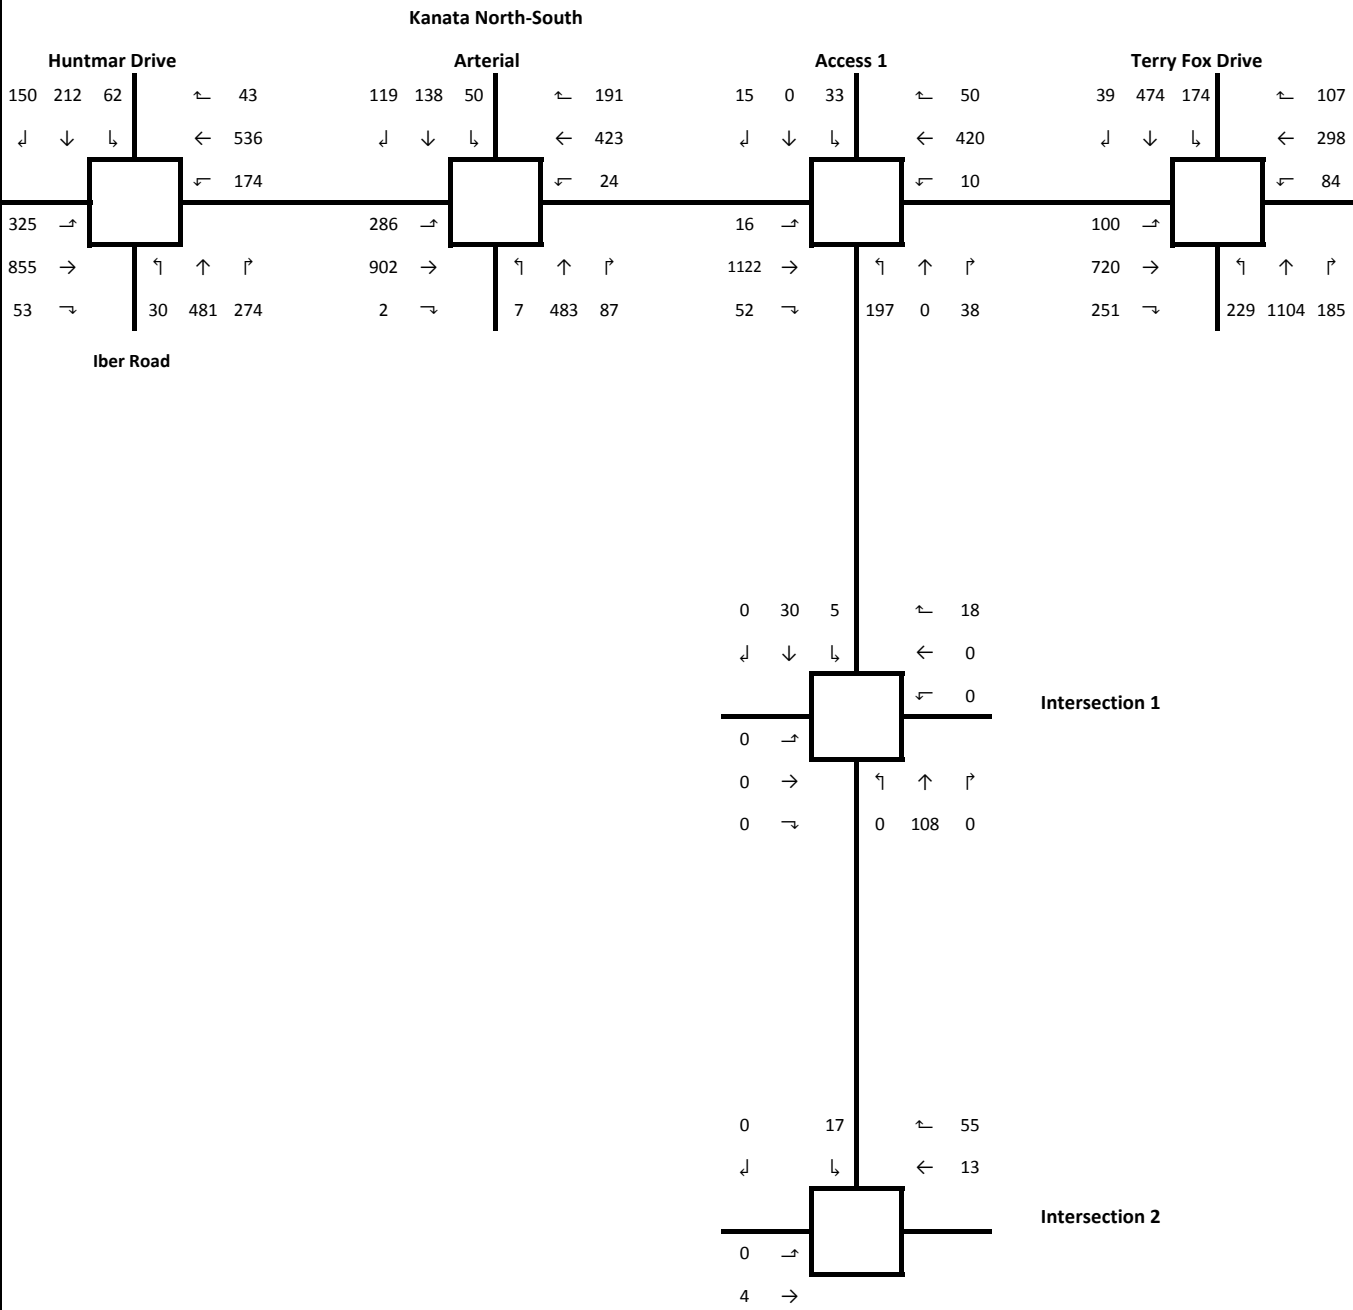 Kanata North-South
Huntmar Drive Arterial Access 1 Terry Fox Drive
150 212 62 ⮢ 43 119 138 50 ⮢ 191 15 0 33 ⮢ 50 39 474 174 ⮢ 107
↲ ↓ ↳ ← 536 ↲ ↓ ↳ ← 423 ↲ ↓ ↳ ← 420 ↲ ↓ ↳ ← 298
174 24 10 84
325 286 16 100
855 → ↰ ↑ ↱ 902 → ↰ ↑ ↱ 1122 → ↰ ↑ ↱ 720 → ↰ ↑ ↱
53 30 481 274 2 7 483 87 52 197 0 38 251 229 1104 185
Iber Road
0 30 5 18
↲ ↓ ↳ ← 0
0 Intersection 1
0
0 → ↰ ↑ ↱
0 0 108 0
0 17 55
↲ ↳ ← 13
Intersection 2
0
4 →